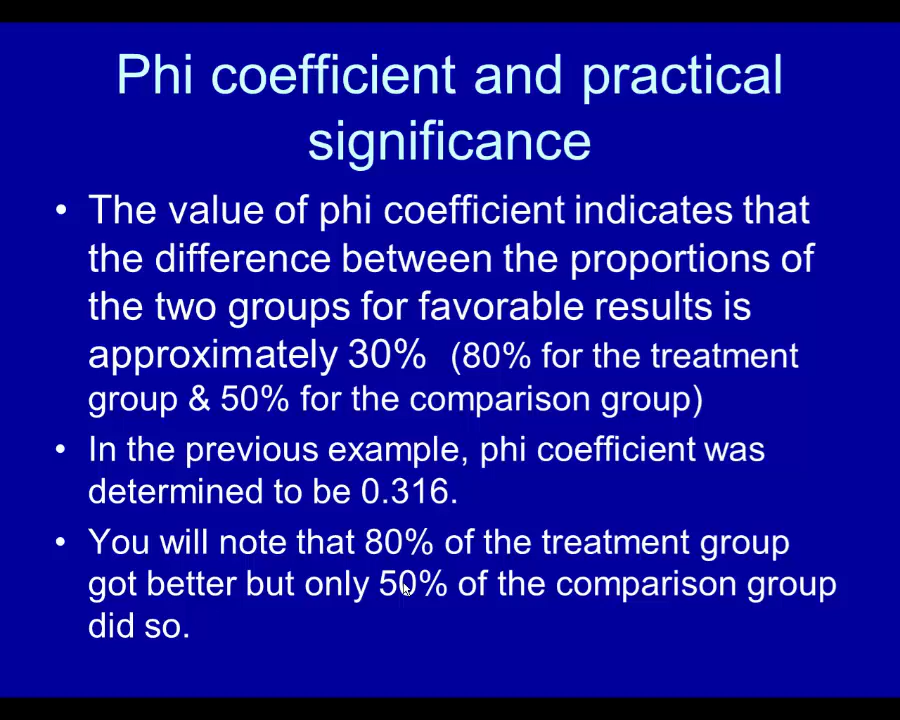 Phi coefficient and practical
significance
• The value of phi coefficient indicates that
the difference between the proportions of
the two groups for favorable results is
approximately 30% (80% for the treatment
group & 50% for the comparison group)
• In the previous example, phi coefficient was
determined to be 0.316.
• You will note that 80% of the treatment group
got better but only 50% of the comparison group
did so.